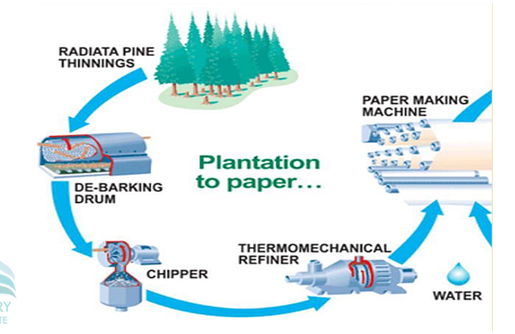 RADIATA PINE
THINNINGS
PAPER MAKING
MACHINE
Plantation
to paper...
DE-BARKING
DRUM
CHIPPER
THERMOMECHANICAL
REFINER
WATER
RY
TE